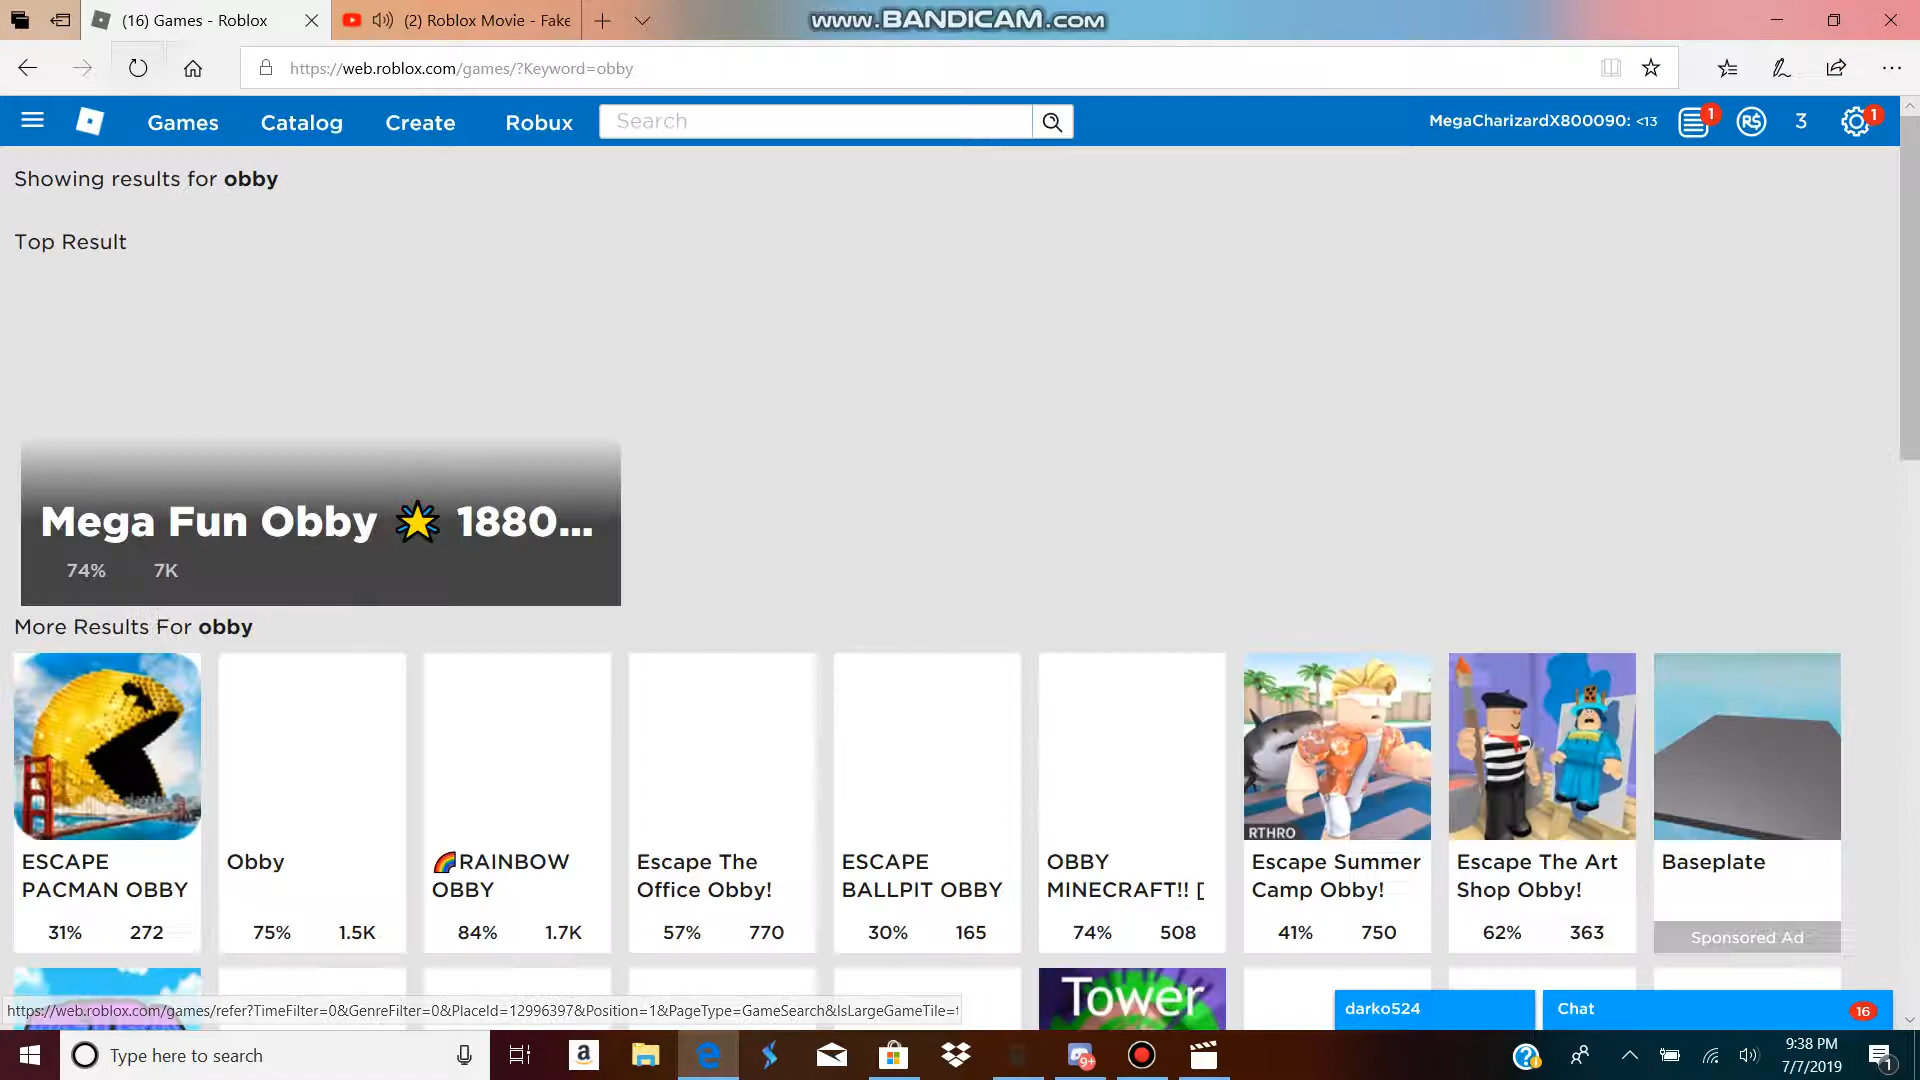 (16) Games - Roblox
(2) Roblox Movie - Fake
www.BANDICAM.com
https://web.roblox.com/games/?Keyword=obby
Games
Catalog
Create
Robux
Search
MegaCharizardX800090: <13
1
R$
3
1
Showing results for obby
Top Result
Mega Fun Obby 🌟 1880...
74% 7K
More Results For obby
ESCAPE
PACMAN OBBY
31% 272
Obby
75% 1.5K
🌈RAINBOW
OBBY
84% 1.7K
Escape The
Office Obby!
57% 770
ESCAPE
BALLPIT OBBY
30% 165
OBBY
MINECRAFT!! [
74% 508
RTHRO
Escape Summer
Camp Obby!
41% 750
Escape The Art
Shop Obby!
62% 363
Baseplate
Sponsored Ad
Tower
https://web.roblox.com/games/refer?TimeFilter=0&GenreFilter=0&PlaceId=12996397&Position=1&PageType=GameSearch&IsLargeGameTile=t
darko524
Chat
16
Type here to search
a
9+
9:38 PM
7/7/2019
1